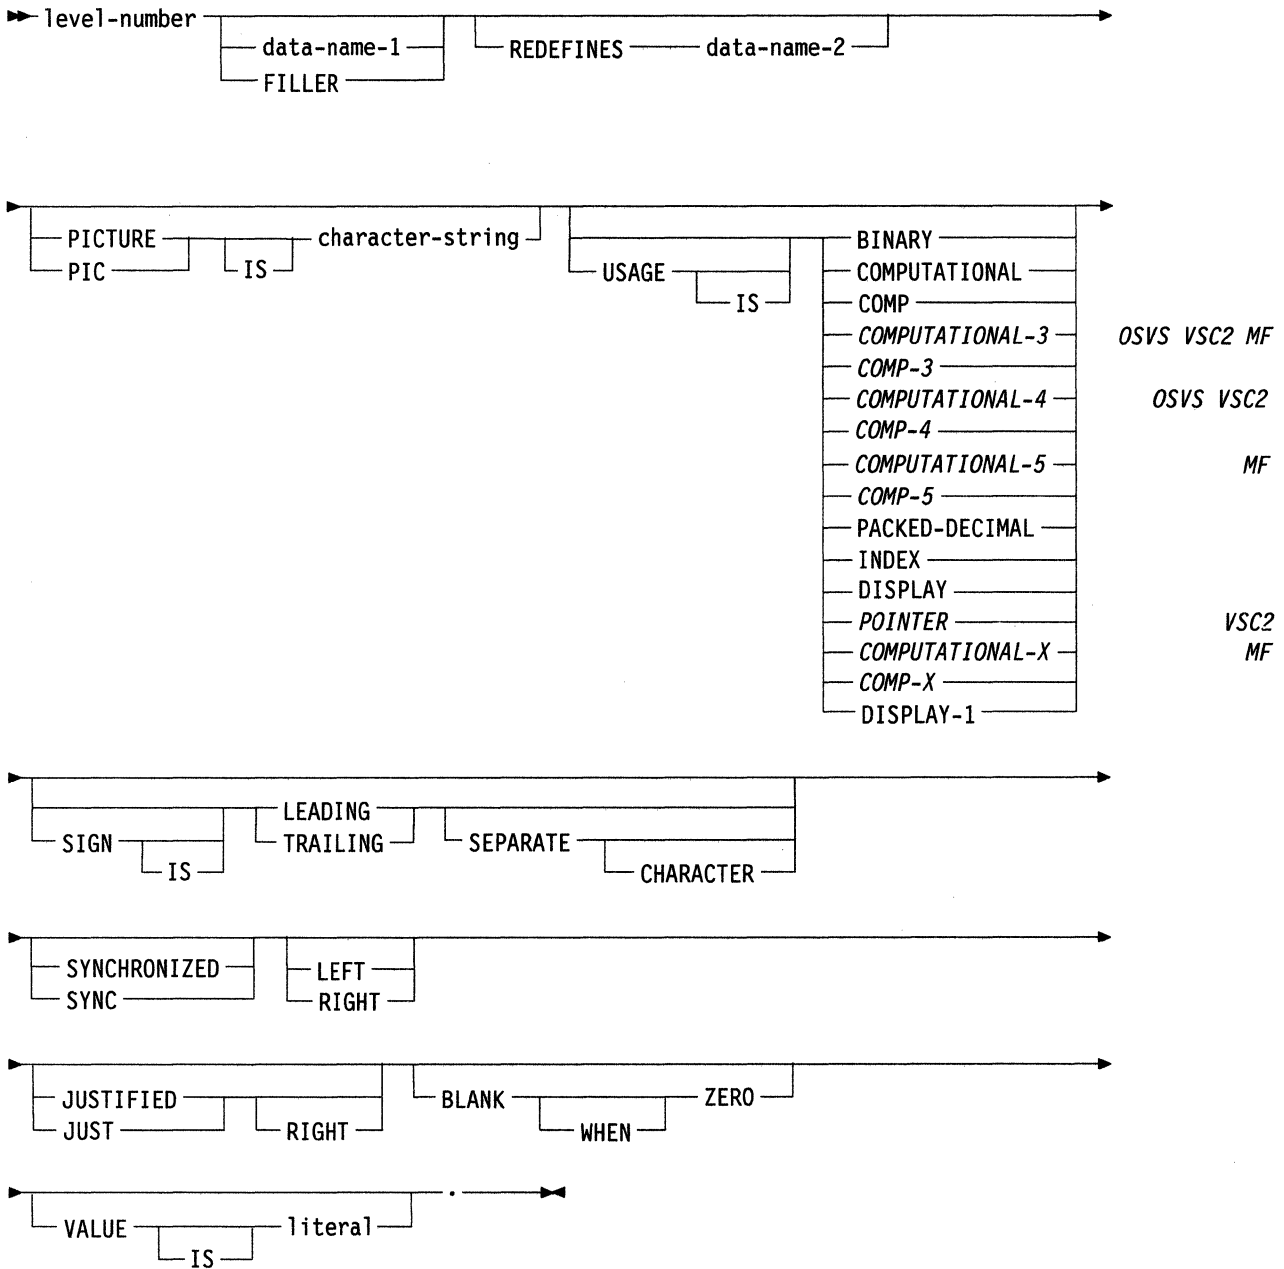 level-number
data-name-1 REDEFINES data-name-2
FILLER
PICTURE character-string BINARY
PIC IS USAGE COMPUTATIONAL
IS COMP
COMPUTATIONAL-3 OSVS VSC2 MF
COMP-3
COMPUTATIONAL-4 OSVS VSC2
COMP-4
COMPUTATIONAL-5 MF
COMP-5
PACKED-DECIMAL
INDEX
DISPLAY
POINTER VSC2
COMPUTATIONAL-X MF
COMP-X
DISPLAY-1
LEADING
SIGN TRAILING SEPARATE
IS CHARACTER
SYNCHRONIZED LEFT
SYNC RIGHT
JUSTIFIED BLANK ZERO
JUST RIGHT WHEN
VALUE literal .
IS